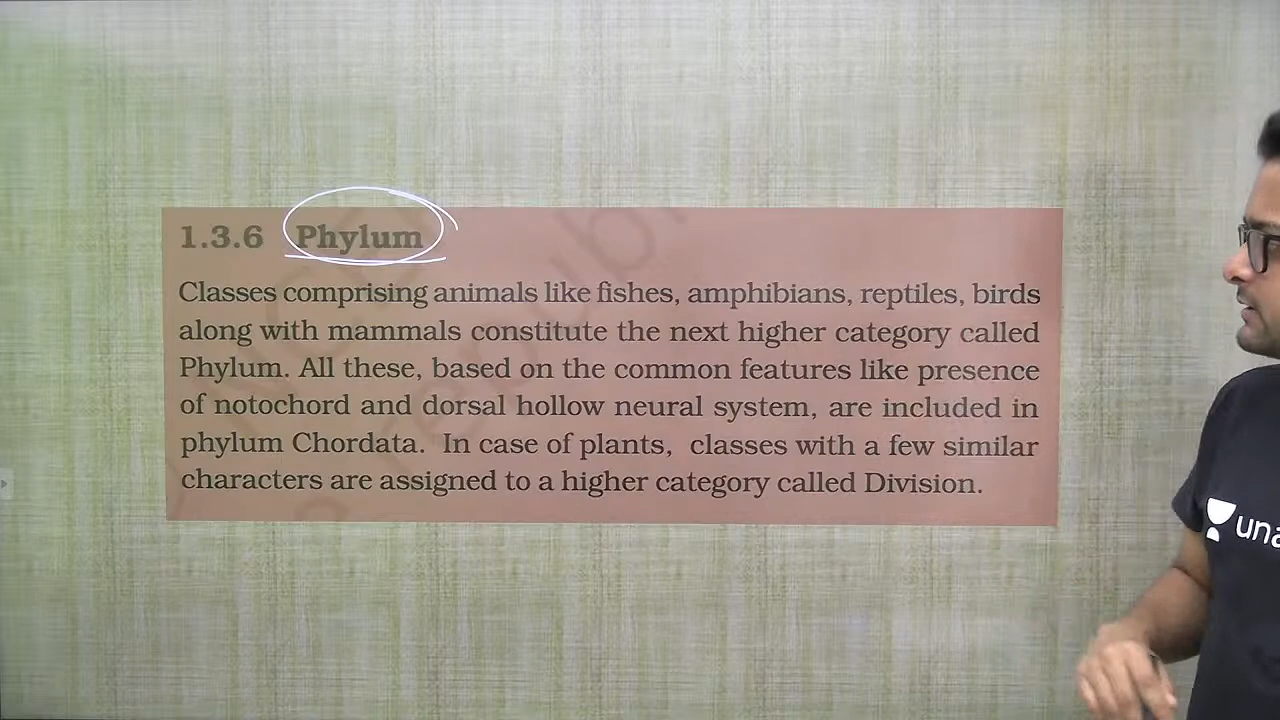 1.3.6 Phylum
Classes comprising animals like fishes, amphibians, reptiles, birds
along with mammals constitute the next higher category called
Phylum. All these, based on the common features like presence
of notochord and dorsal hollow neural system, are included in
phylum Chordata. In case of plants, classes with a few similar
characters are assigned to a higher category called Division.
una